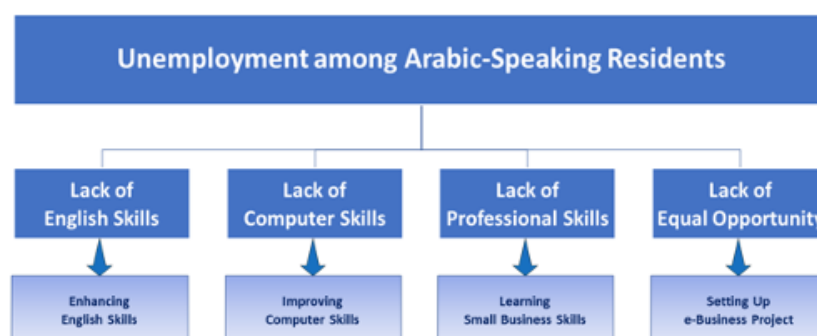 Unemployment among Arabic-Speaking Residents
Lack of
English Skills
Lack of
Computer Skills
Lack of
Professional Skills
Lack of
Equal Opportunity
Enhancing
English Skills
Improving
Computer Skills
Learning
Small Business Skills
Setting Up
e-Business Project